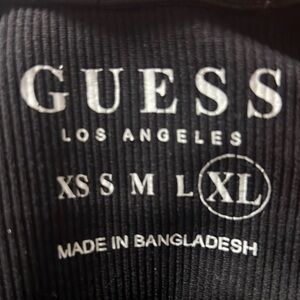 GUESS
LOS ANGELES
XS S M L XL
MADE IN BANGLADESH